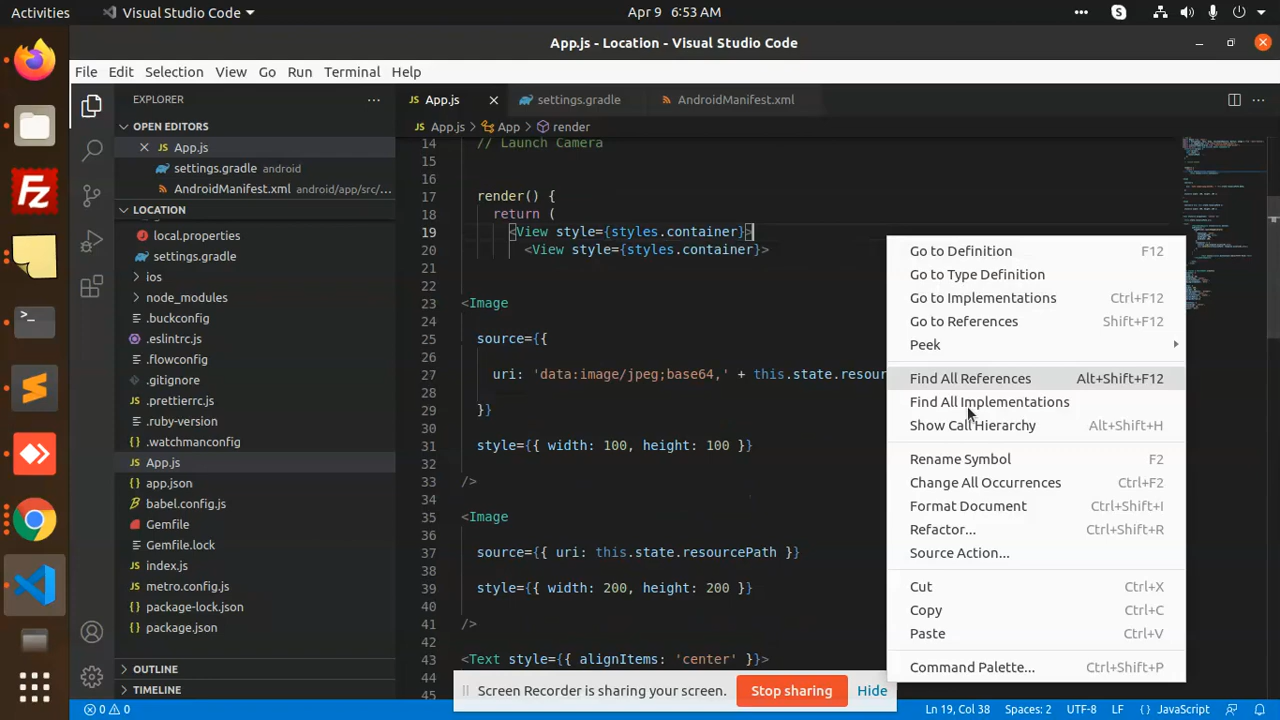 Activities
Visual Studio Code
Apr 9 6:53 AM
App.js - Location - Visual Studio Code
File Edit Selection View Go Run Terminal Help
EXPLORER
OPEN EDITORS
App.js
settings.gradle android
AndroidManifest.xml android/app/src/...
LOCATION
local.properties
settings.gradle
ios
node_modules
.buckconfig
.eslintrc.js
.flowconfig
.gitignore
.prettierrc.js
.ruby-version
.watchmanconfig
App.js
app.json
babel.config.js
Gemfile
Gemfile.lock
index.js
metro.config.js
package-lock.json
package.json
OUTLINE
TIMELINE
App.js settings.gradle AndroidManifest.xml
App.js > App > render
14 // Launch Camera
15
16
17 render() {
18 return (
19 <View style={styles.container}>
20 <View style={styles.container}>
21
22
23 <Image
24
25 source={{
26
27 uri: 'data:image/jpeg;base64,' + this.state.resour
28
29 }}
30
31 style={{ width: 100, height: 100 }}
32
33 />
34
35 <Image
36
37 source={{ uri: this.state.resourcePath }}
38
39 style={{ width: 200, height: 200 }}
40
41 />
42
43 <Text style={{ alignItems: 'center' }}>
44
45
Go to Definition F12
Go to Type Definition
Go to Implementations Ctrl+F12
Go to References Shift+F12
Peek
Find All References Alt+Shift+F12
Find All Implementations
Show Call Hierarchy Alt+Shift+H
Rename Symbol F2
Change All Occurrences Ctrl+F2
Format Document Ctrl+Shift+I
Refactor... Ctrl+Shift+R
Source Action...
Cut Ctrl+X
Copy Ctrl+C
Paste Ctrl+V
Command Palette... Ctrl+Shift+P
Screen Recorder is sharing your screen. Stop sharing Hide
0 0 Ln 19, Col 38 Spaces: 2 UTF-8 LF { } JavaScript